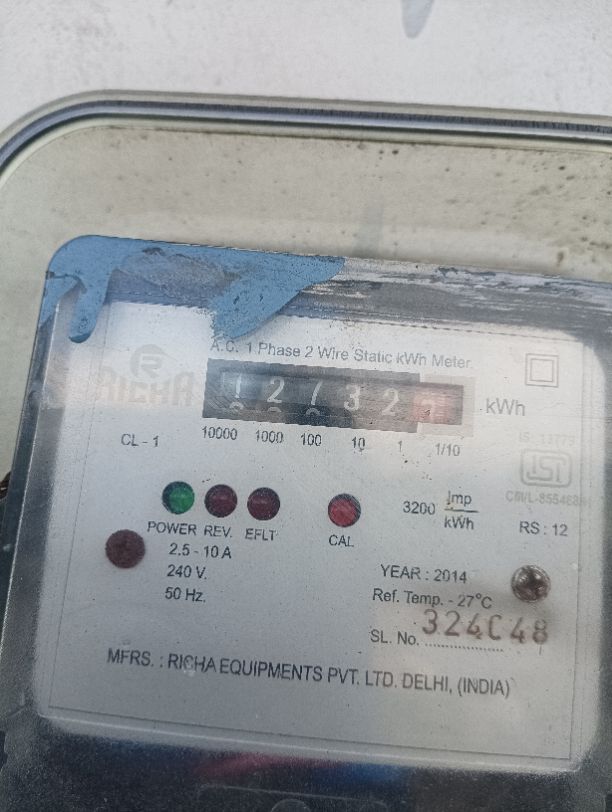 RICHA
A.C. 1 Phase 2 Wire Static kWh Meter
1 2 7 3 2 kWh
10000 1000 100 10 1 1/10
CL - 1
IS: 13779
ISI
3200 Imp/kWh
POWER REV. EFLT CAL
RS : 12
2.5 - 10 A
240 V.
50 Hz.
YEAR : 2014
Ref. Temp. - 27°C
SL. No. 324C48
MFRS. : RICHA EQUIPMENTS PVT. LTD. DELHI, (INDIA)